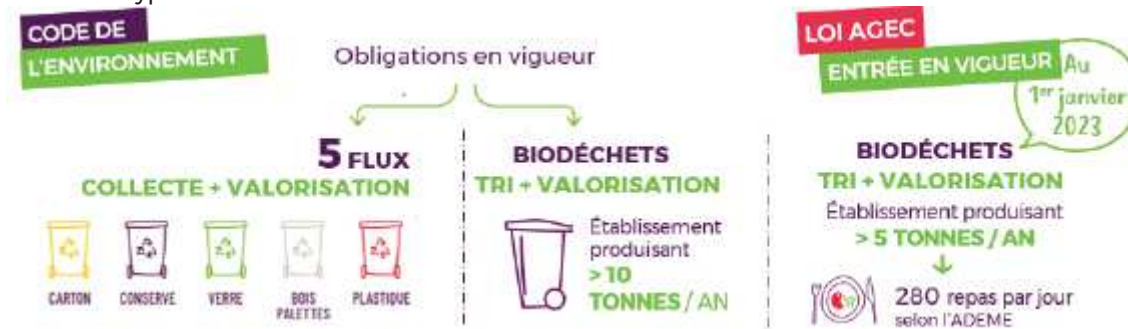 CODE DE
L'ENVIRONNEMENT
Obligations en vigueur
5 FLUX
COLLECTE + VALORISATION
CARTON
CONSERVE
VERRE
BOIS
PALETTES
PLASTIQUE
BIODÉCHETS
TRI + VALORISATION
Établissement
produisant
> 10
TONNES / AN
LOI AGEC
ENTRÉE EN VIGUEUR
Au
1er janvier
2023
BIODÉCHETS
TRI + VALORISATION
Établissement produisant
> 5 TONNES / AN
280 repas par jour
selon l'ADEME